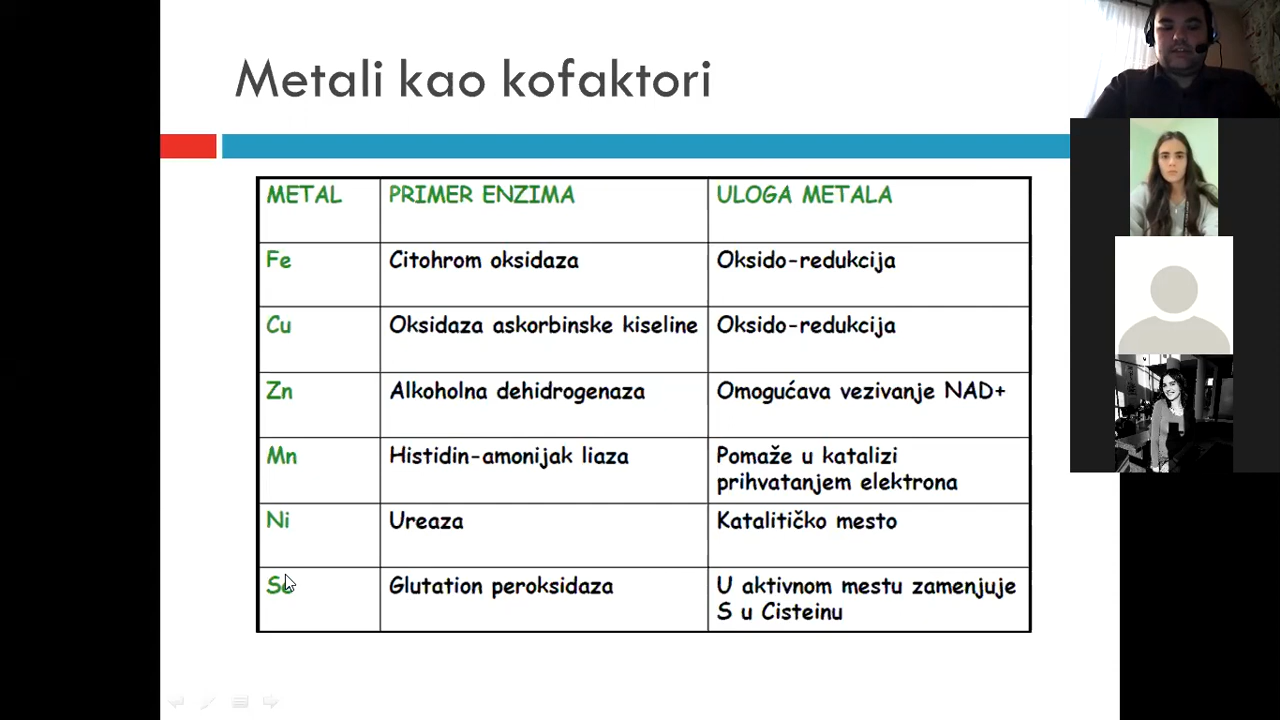 Metali kao kofaktori
METAL PRIMER ENZIMA ULOGA METALA
Fe Citohrom oksidaza Oksido-redukcija
Cu Oksidaza askorbinske kiseline Oksido-redukcija
Zn Alkoholna dehidrogenaza Omogućava vezivanje NAD+
Mn Histidin-amonijak liaza Pomaže u katalizi
prihvatanjem elektrona
Ni Ureaza Katalitičko mesto
Se Glutation peroksidaza U aktivnom mestu zamenjuje
S u Cisteinu